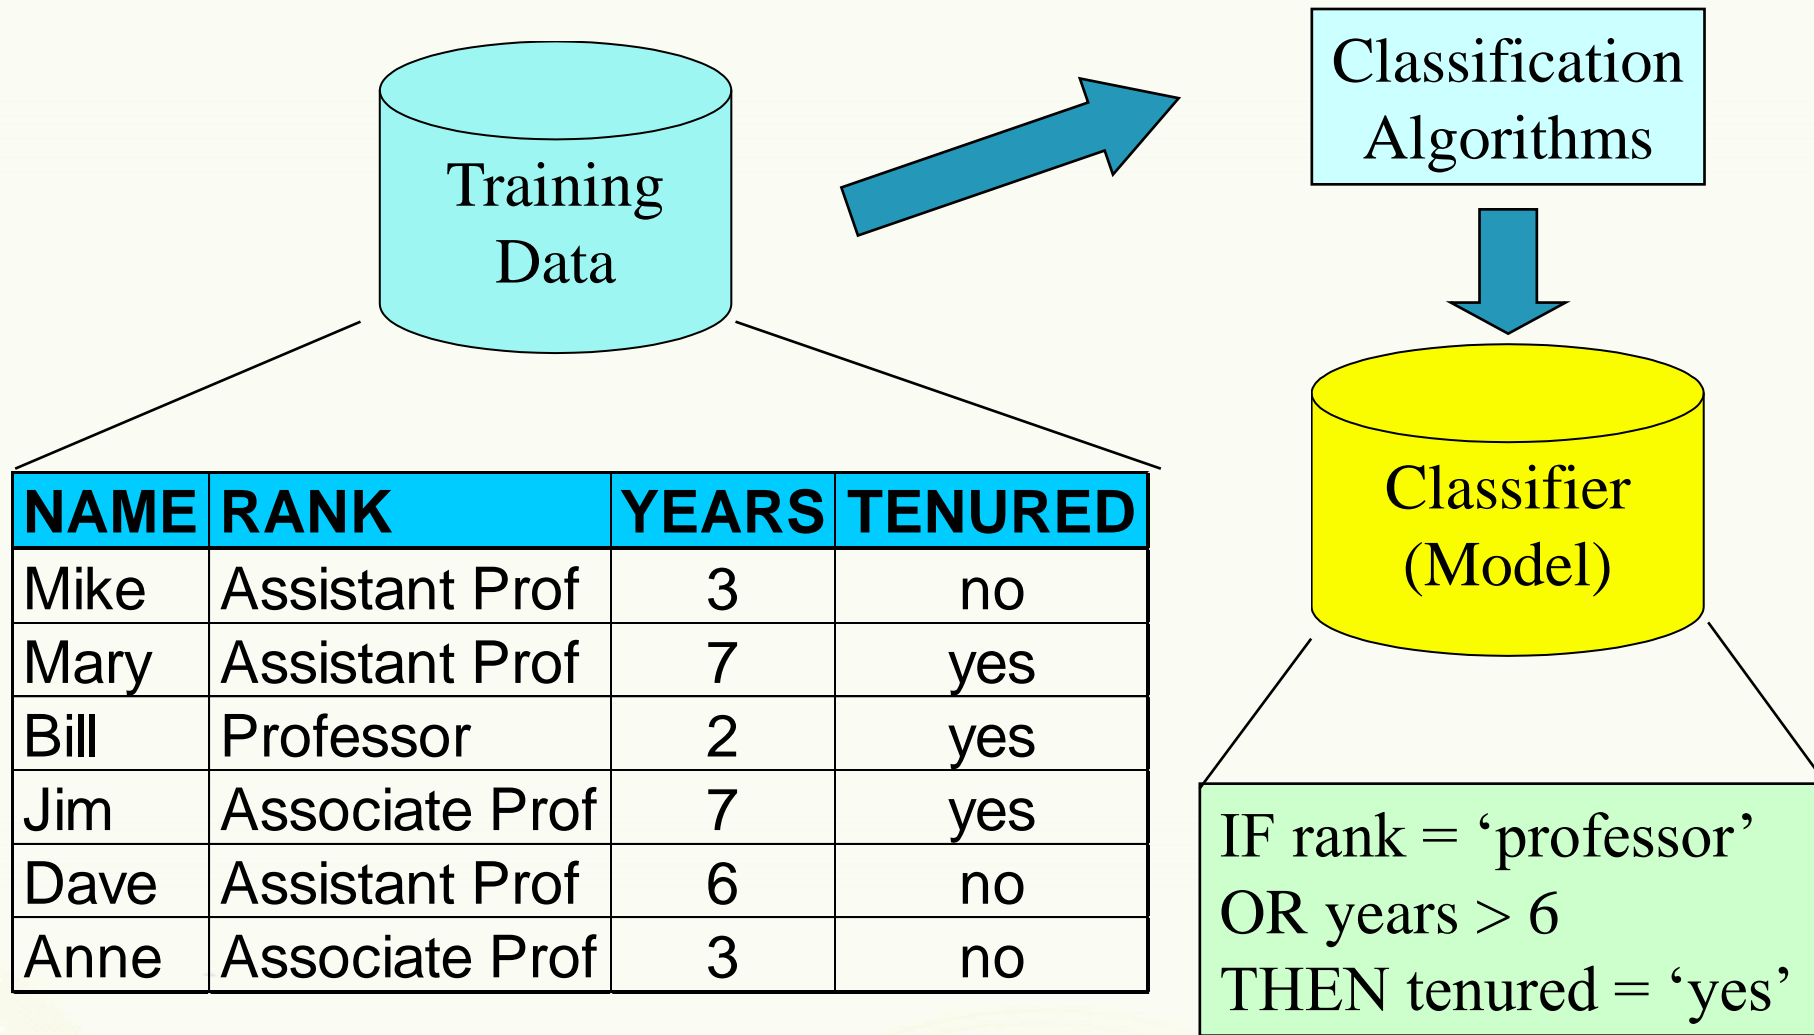 Training
Data
Classification
Algorithms
NAME RANK YEARS TENURED
Mike Assistant Prof 3 no
Mary Assistant Prof 7 yes
Bill Professor 2 yes
Jim Associate Prof 7 yes
Dave Assistant Prof 6 no
Anne Associate Prof 3 no
Classifier
(Model)
IF rank = ‘professor’
OR years > 6
THEN tenured = ‘yes’